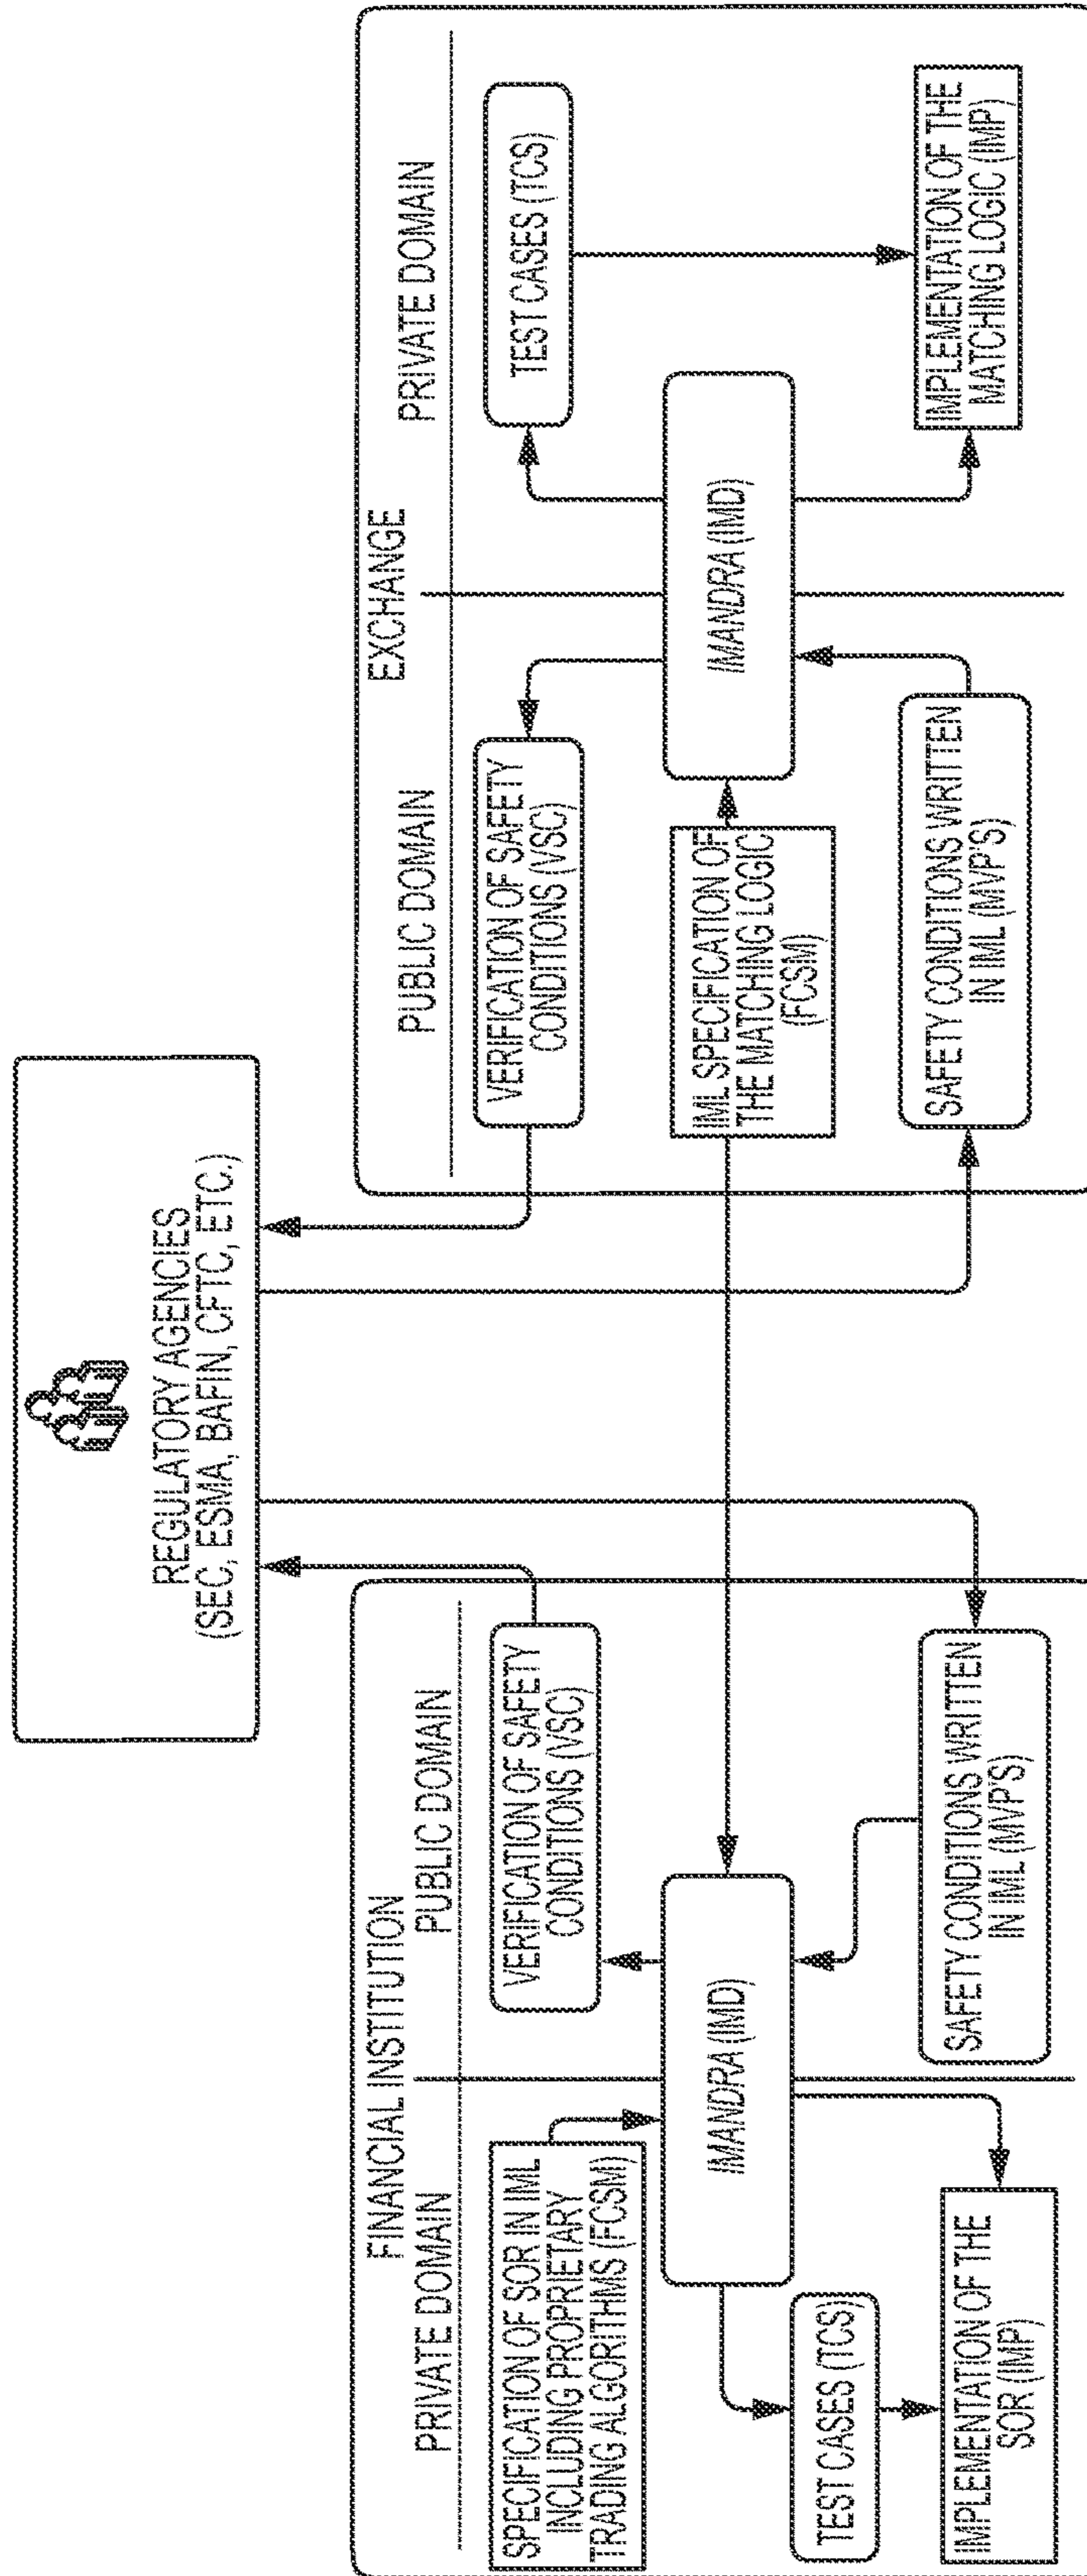 REGULATORY AGENCIES
(SEC, ESMA, BAFIN, CFTC, ETC.)
FINANCIAL INSTITUTION
PRIVATE DOMAIN
PUBLIC DOMAIN
SPECIFICATION OF SOR IN IML
INCLUDING PROPRIETARY
TRADING ALGORITHMS (FCSM)
VERIFICATION OF SAFETY
CONDITIONS (VSC)
IMANDRA (IMD)
TEST CASES (TCS)
IMPLEMENTATION OF THE
SOR (IMP)
SAFETY CONDITIONS WRITTEN
IN IML (MVP'S)
EXCHANGE
PUBLIC DOMAIN
PRIVATE DOMAIN
VERIFICATION OF SAFETY
CONDITIONS (VSC)
TEST CASES (TCS)
IML SPECIFICATION OF
THE MATCHING LOGIC
(FCSM)
IMANDRA (IMD)
SAFETY CONDITIONS WRITTEN
IN IML (MVP'S)
IMPLEMENTATION OF THE
MATCHING LOGIC (IMP)